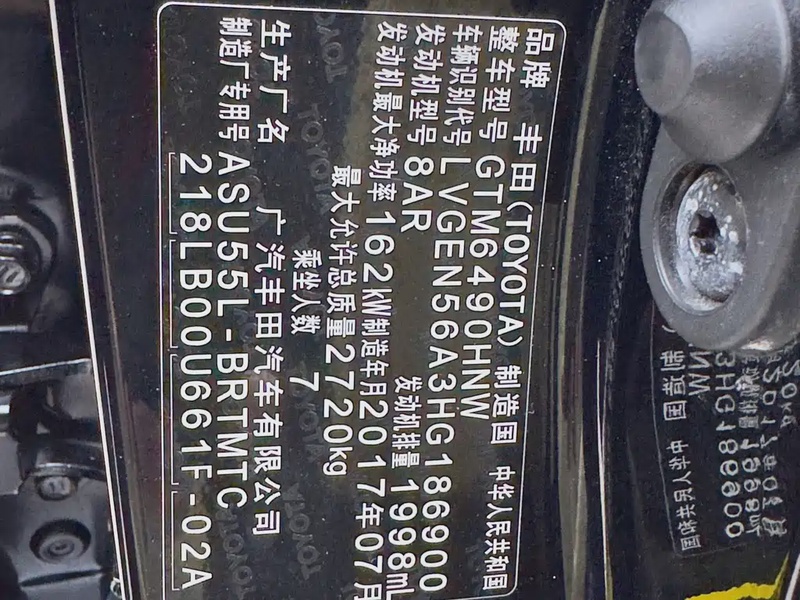 品牌 丰田(TOYOTA) 制造国 中华人民共和国
整车型号 GTM6490HNW
车辆识别代号 LVGEN56A3HG186900
发动机型号 8AR 发动机排量 1998mL
发动机最大净功率 162kW 制造年月 2017年07月
最大允许总质量 2720kg
乘坐人数 7
生产厂名 广汽丰田汽车有限公司
制造厂专用号 ASU55L-BRTMTC
218LB00U661F-02A